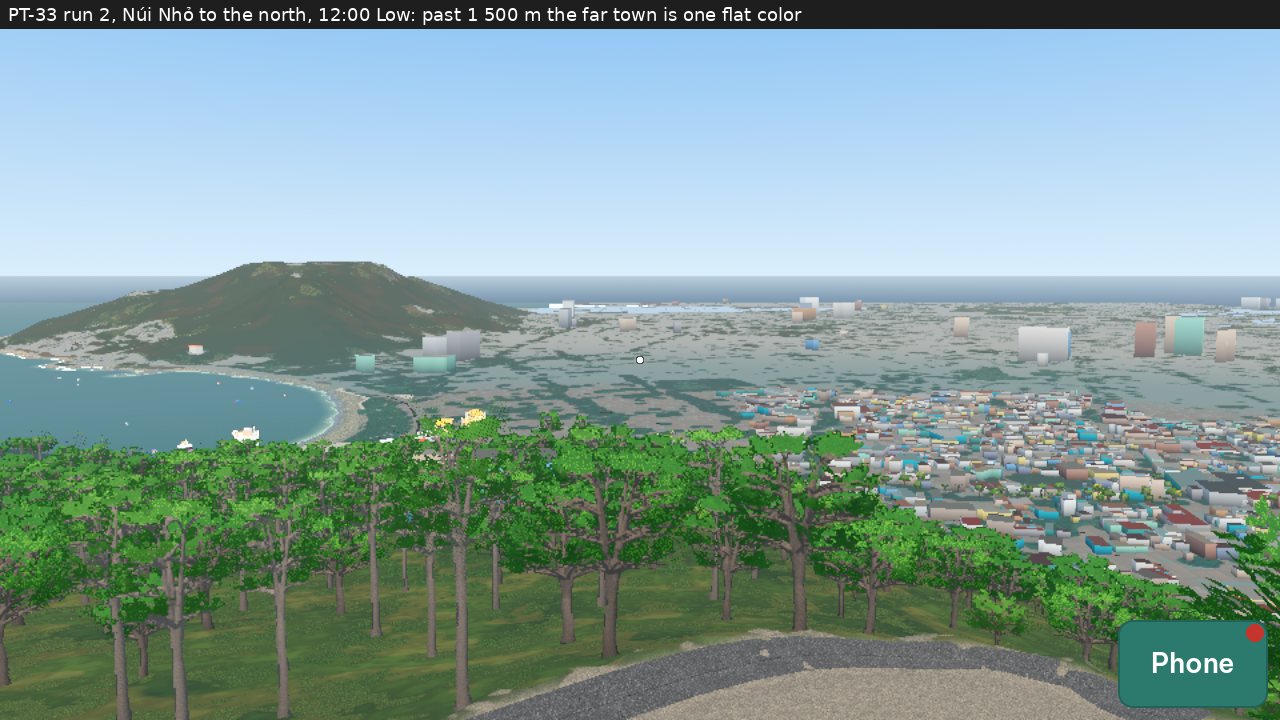 PT-33 run 2, Núi Nhỏ to the north, 12:00 Low: past 1 500 m the far town is one flat color
Phone